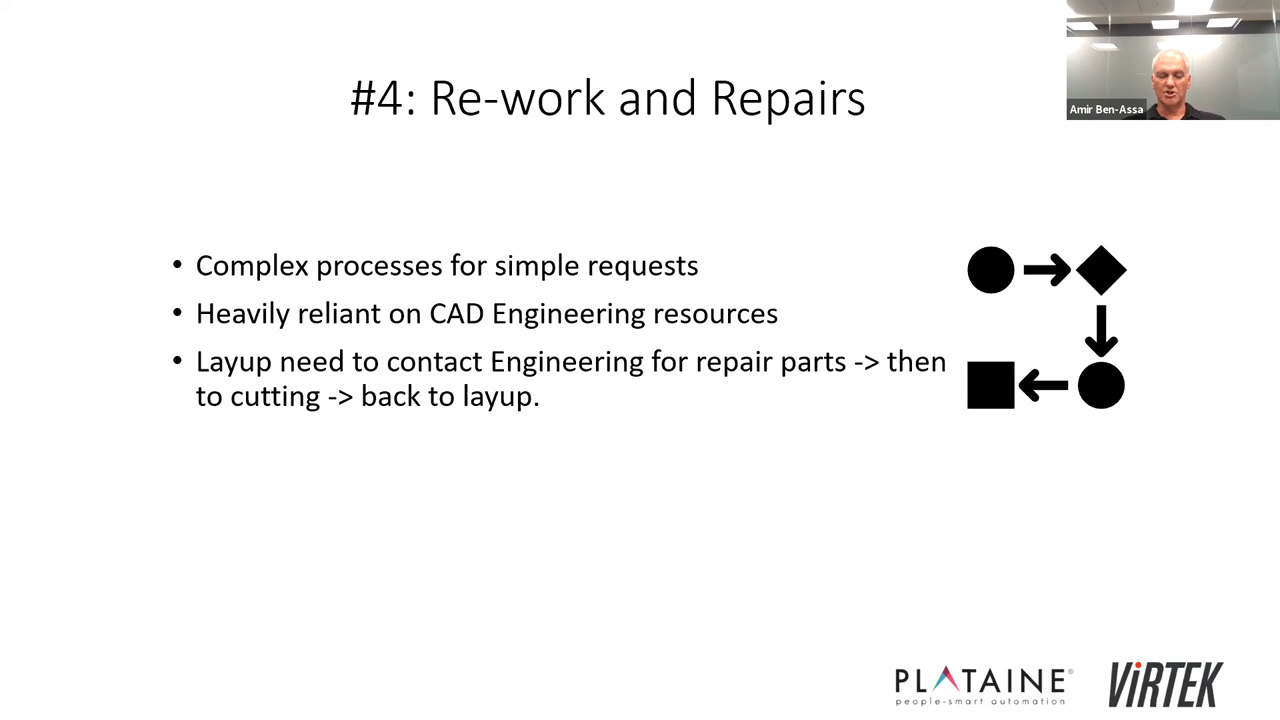 #4: Re-work and Repairs
Amir Ben-Assa
• Complex processes for simple requests
• Heavily reliant on CAD Engineering resources
• Layup need to contact Engineering for repair parts -> then
to cutting -> back to layup.
PLATAINE®
people-smart automation
ViRTEK